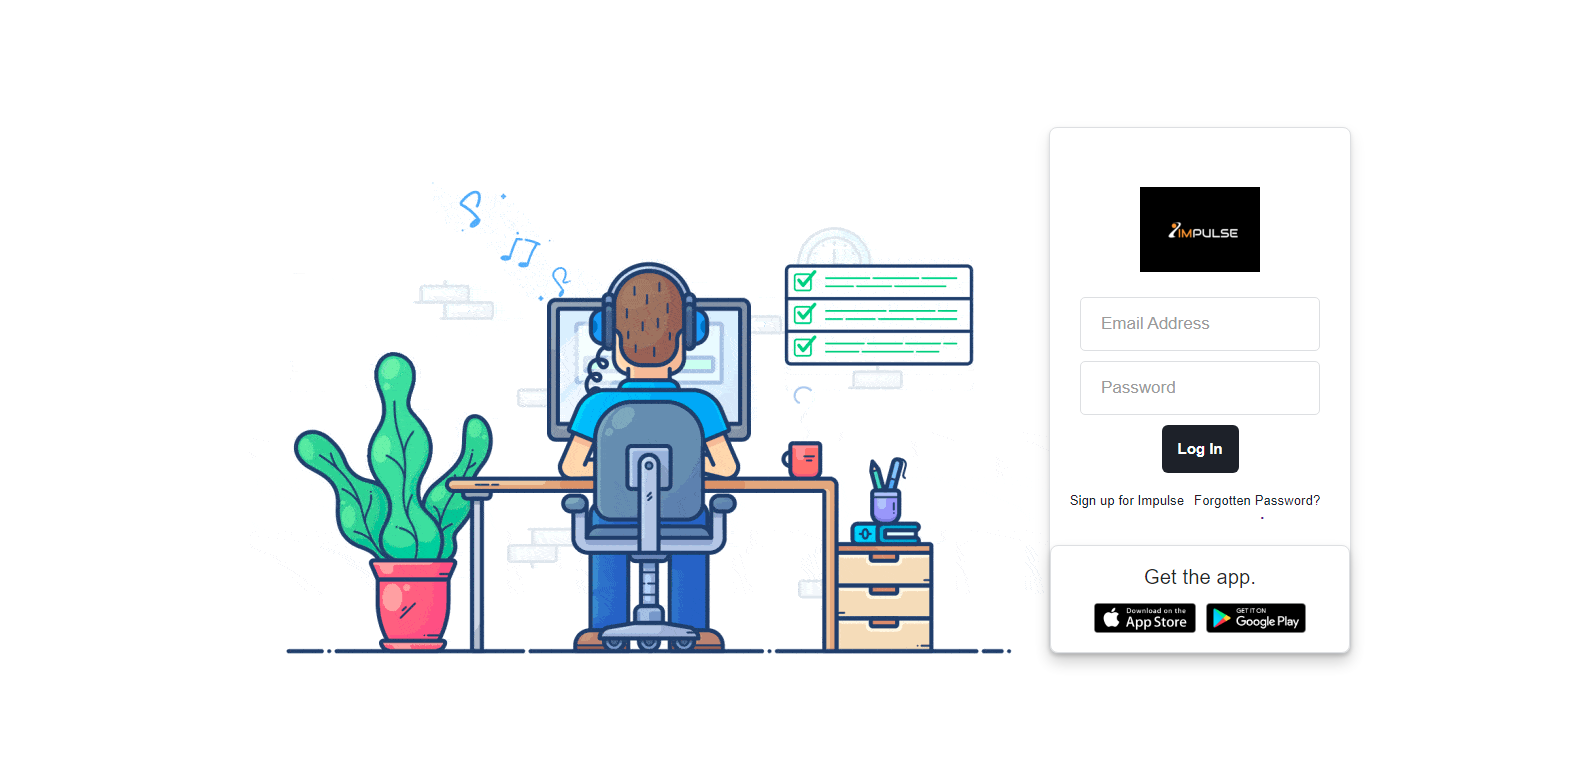 IMPULSE
Email Address
Password
Log In
Sign up for Impulse Forgotten Password?
Get the app.
Download on the
App Store
GET IT ON
Google Play